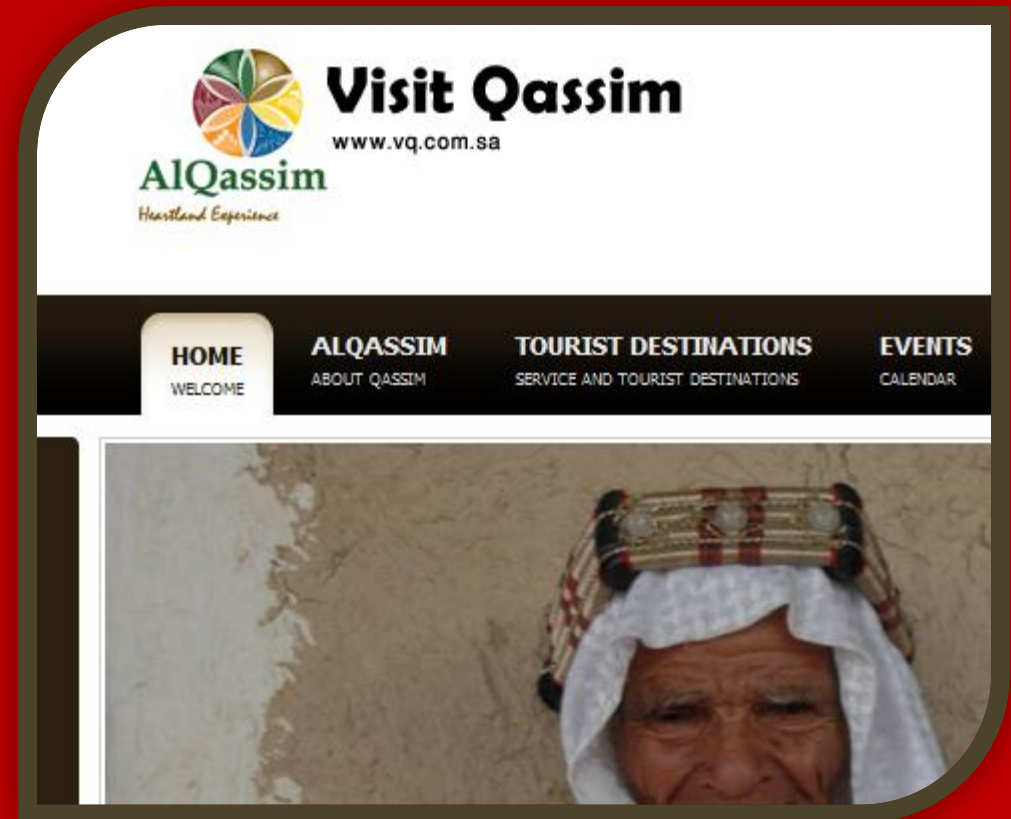 Visit Qassim
www.vq.com.sa
AlQassim
Heartland Experience
HOME
WELCOME
ALQASSIM
ABOUT QASSIM
TOURIST DESTINATIONS
SERVICE AND TOURIST DESTINATIONS
EVENTS
CALENDAR